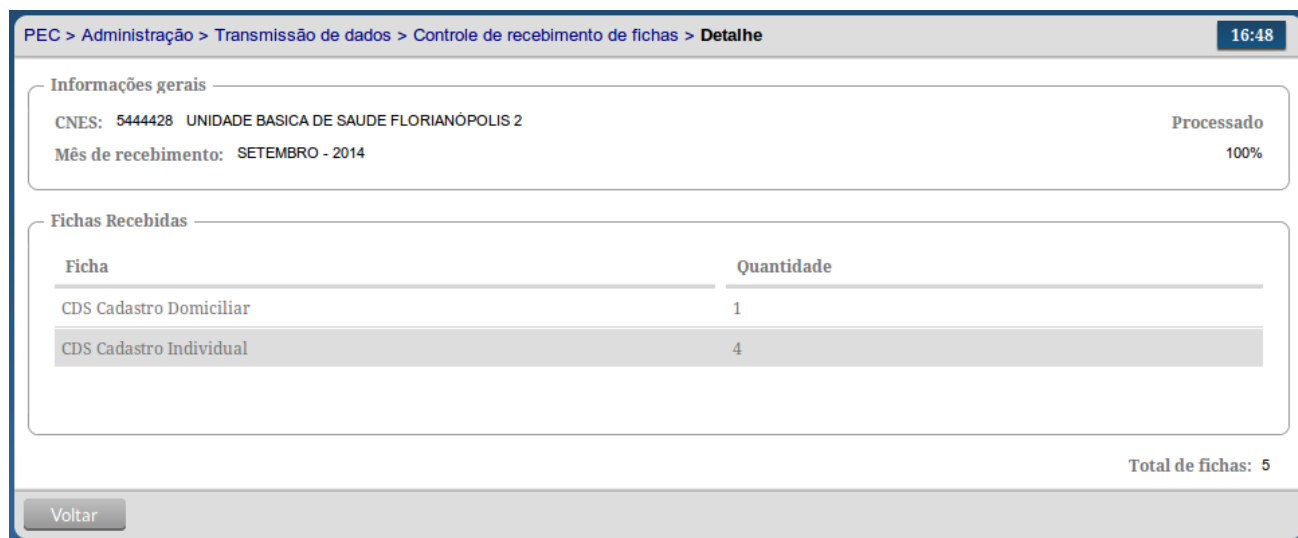 PEC > Administração > Transmissão de dados > Controle de recebimento de fichas > Detalhe 16:48
Informações gerais
CNES: 5444428 UNIDADE BASICA DE SAUDE FLORIANÓPOLIS 2 Processado
Mês de recebimento: SETEMBRO - 2014 100%
Fichas Recebidas
Ficha Quantidade
CDS Cadastro Domiciliar 1
CDS Cadastro Individual 4
Total de fichas: 5
Voltar